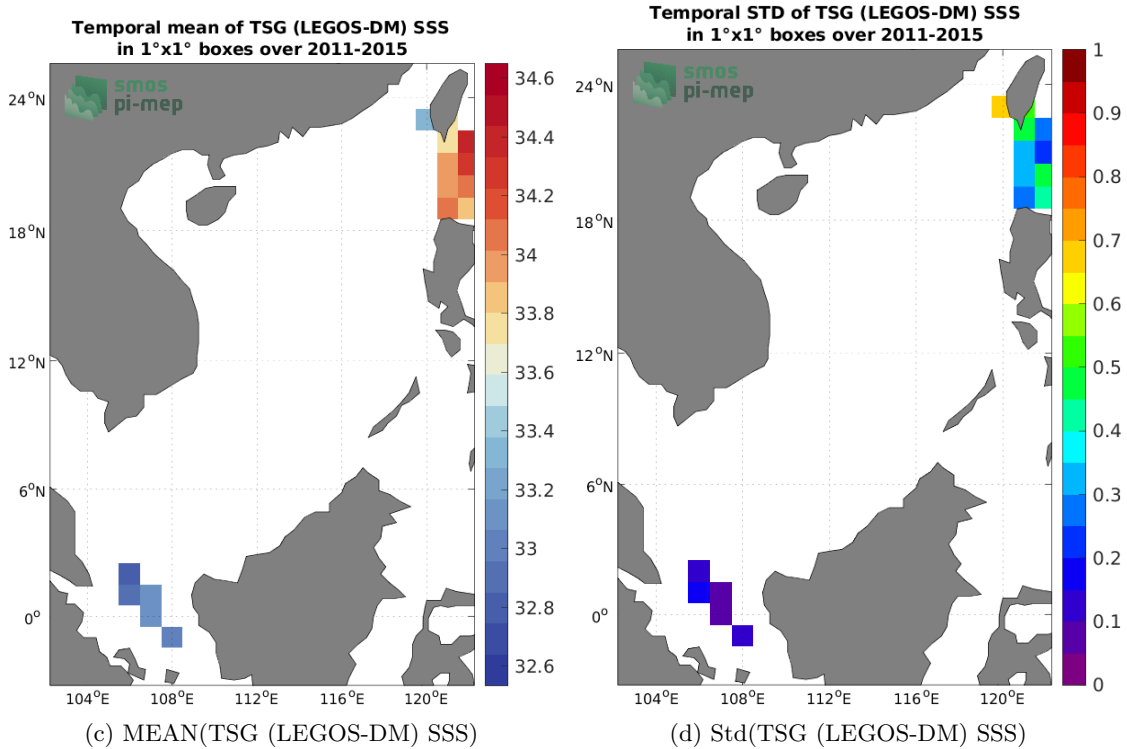 Temporal mean of TSG (LEGOS-DM) SSS
in 1°x1° boxes over 2011-2015
smos
pi-mep
24°N
18°N
12°N
6°N
0°
104°E
108°E
112°E
116°E
120°E
34.6
34.4
34.2
34
33.8
33.6
33.4
33.2
33
32.8
32.6
(c) MEAN(TSG (LEGOS-DM) SSS)
Temporal STD of TSG (LEGOS-DM) SSS
in 1°x1° boxes over 2011-2015
smos
pi-mep
24°N
18°N
12°N
6°N
0°
104°E
108°E
112°E
116°E
120°E
1
0.9
0.8
0.7
0.6
0.5
0.4
0.3
0.2
0.1
0
(d) Std(TSG (LEGOS-DM) SSS)